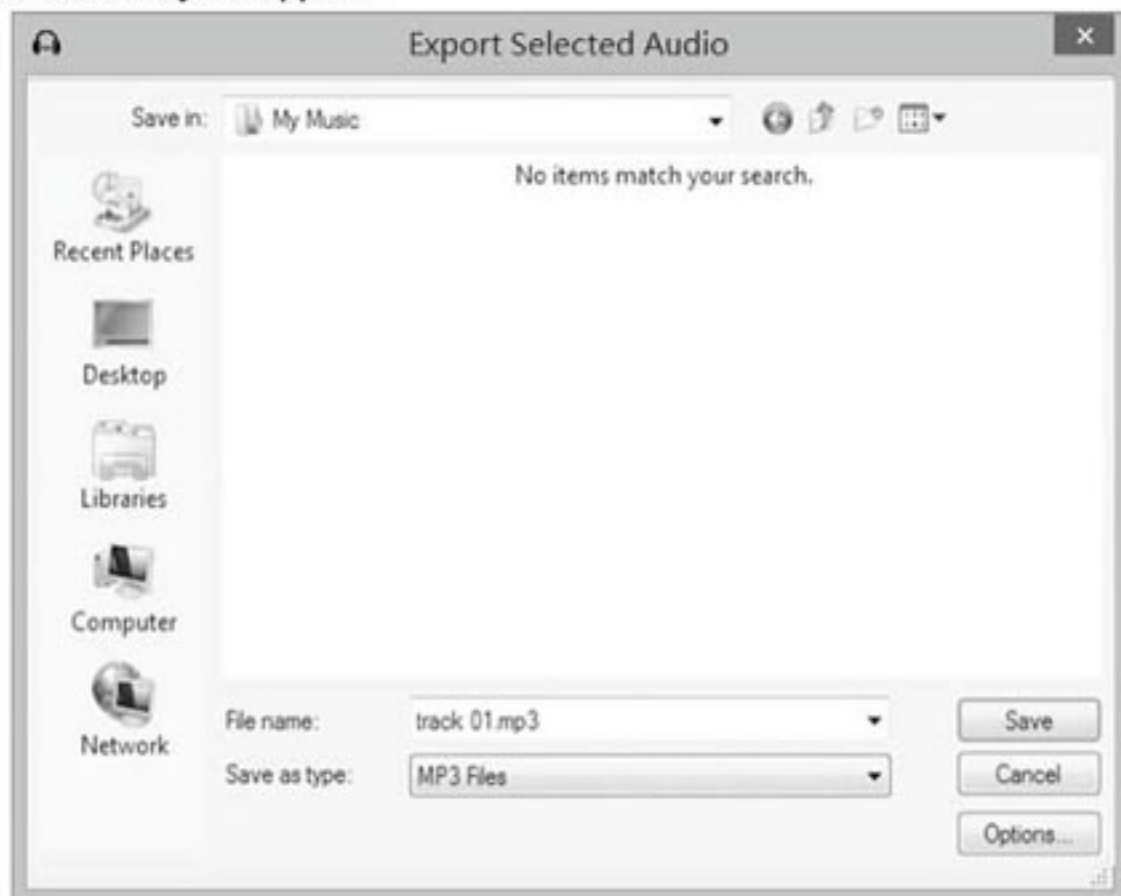 Export Selected Audio
Save in: My Music
No items match your search.
Recent Places
Desktop
Libraries
Computer
Network
File name: track 01.mp3 Save
Save as type: MP3 Files Cancel
Options...